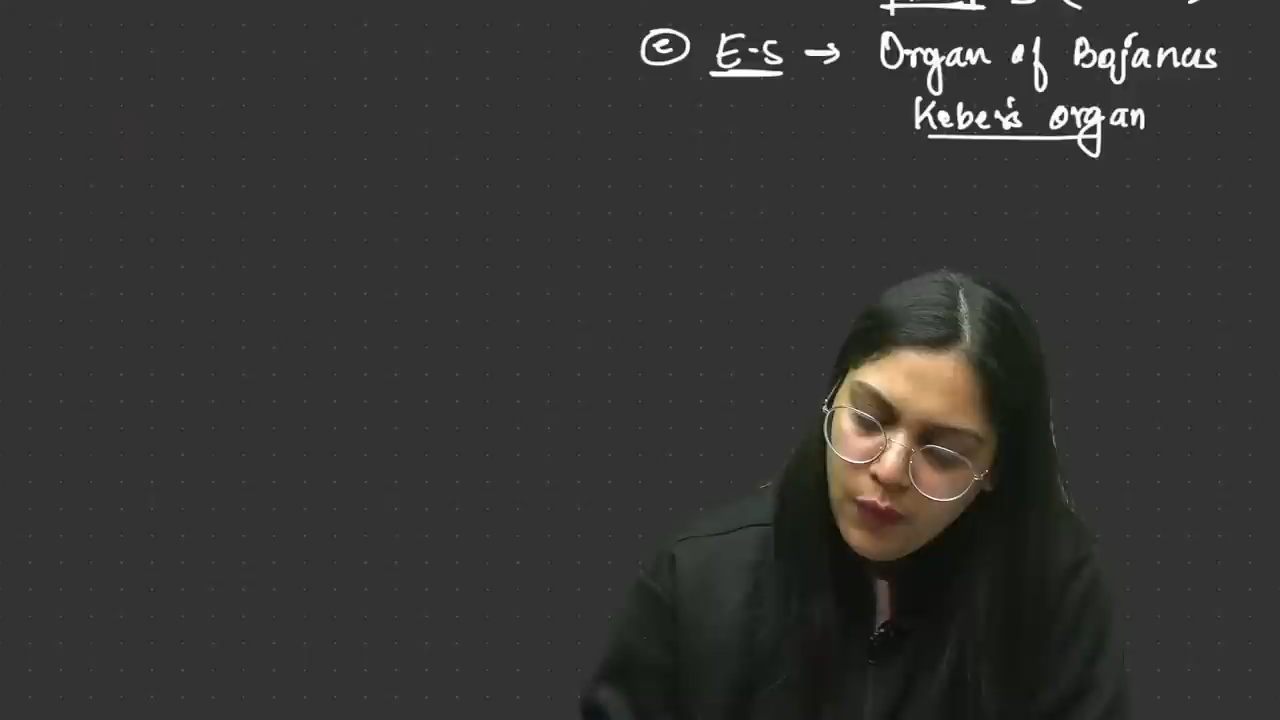 ⓔ E-S → Organ of Bojanus
Keber's organ